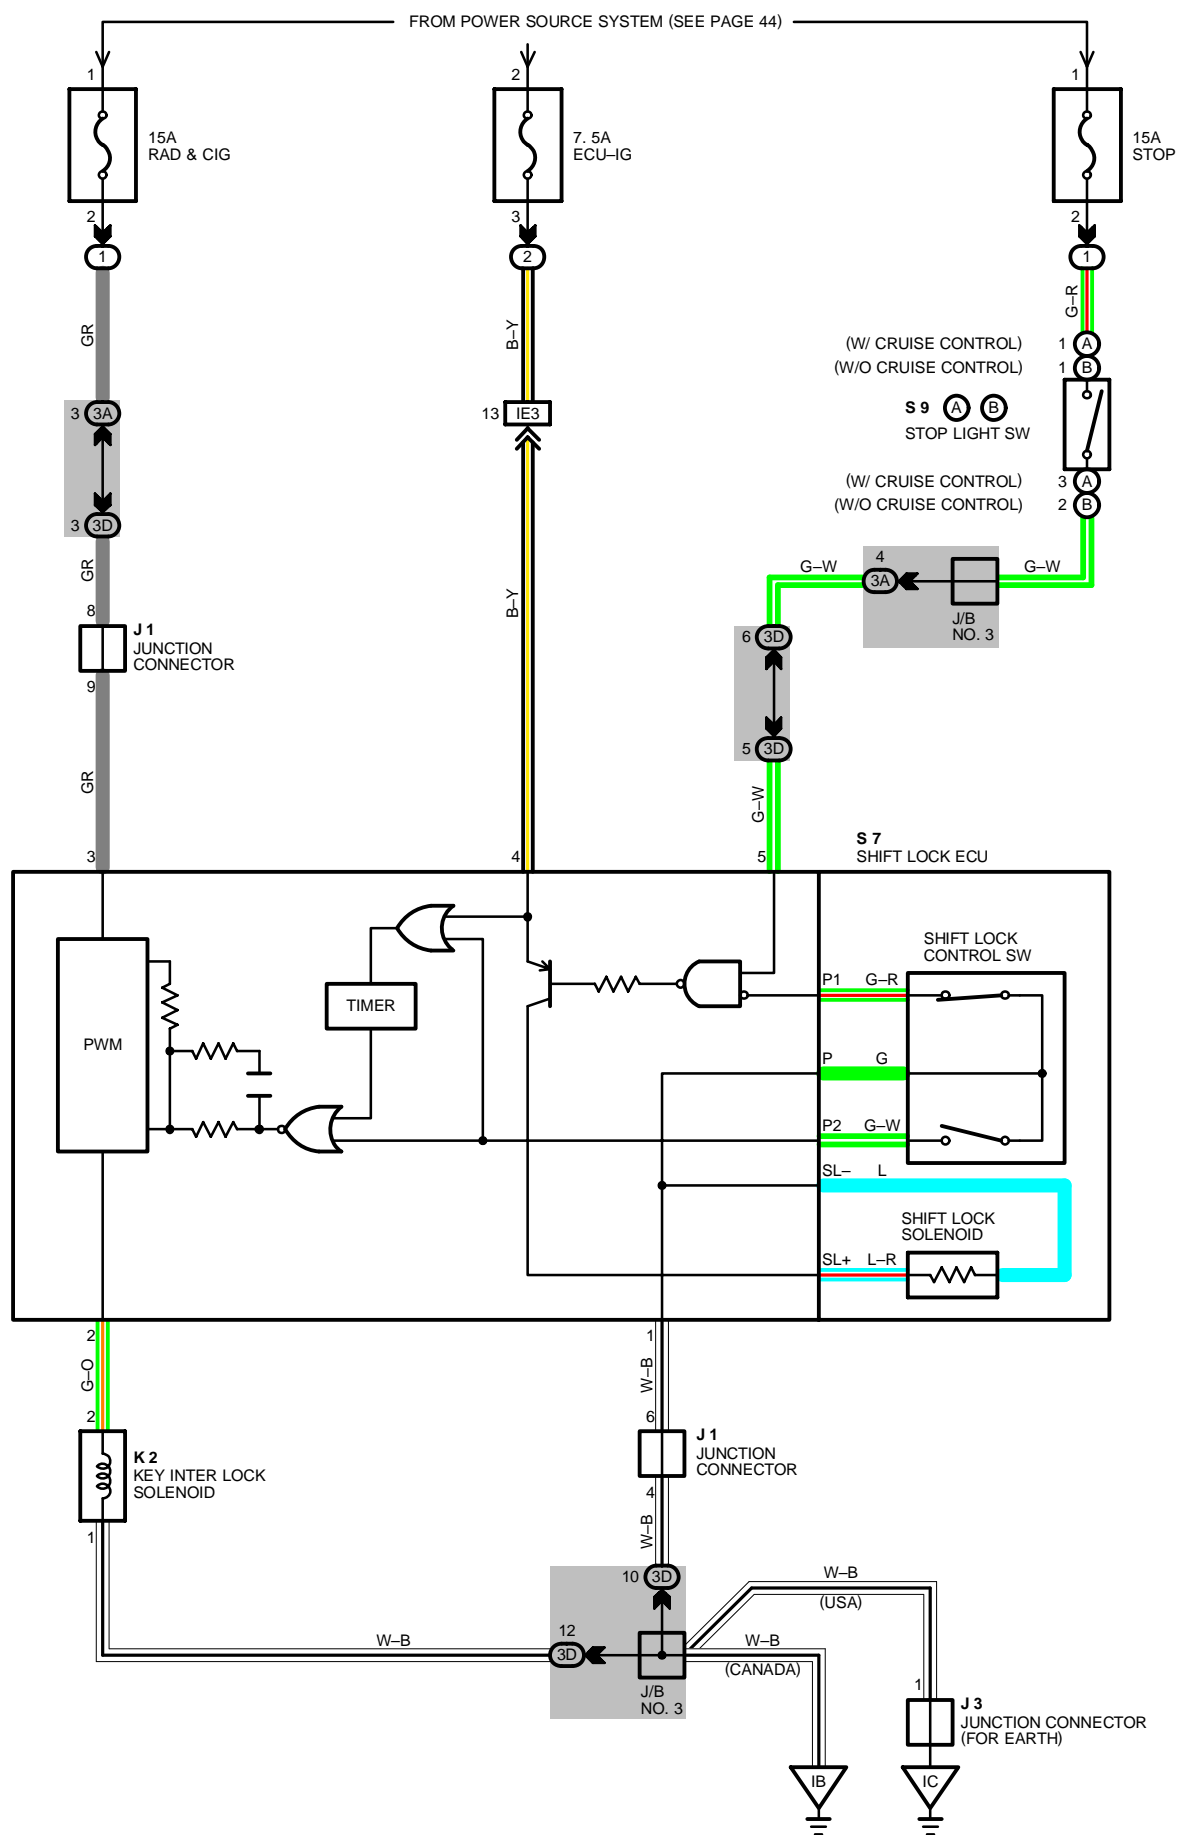 FROM POWER SOURCE SYSTEM (SEE PAGE 44)
1
2
1
15A
RAD & CIG
7. 5A
ECU–IG
15A
STOP
2
3
2
1
2
1
GR
B–Y
G–R
(W/ CRUISE CONTROL)
1
A
(W/O CRUISE CONTROL)
1
B
3
3A
13
IE3
S 9
A
B
STOP LIGHT SW
(W/ CRUISE CONTROL)
3
A
(W/O CRUISE CONTROL)
2
B
3
3D
GR
B–Y
G–W
4
3A
G–W
J/B
NO. 3
8
J 1
JUNCTION
CONNECTOR
9
6
3D
5
3D
GR
G–W
3
4
5
S 7
SHIFT LOCK ECU
SHIFT LOCK
CONTROL SW
P1
G–R
TIMER
PWM
P
G
P2
G–W
SL–
L
SHIFT LOCK
SOLENOID
SL+
L–R
2
G–O
2
1
W–B
6
K 2
KEY INTER LOCK
SOLENOID
J 1
JUNCTION
CONNECTOR
1
4
W–B
10
3D
W–B
(USA)
W–B
12
3D
W–B
(CANADA)
J/B
NO. 3
1
J 3
JUNCTION CONNECTOR
(FOR EARTH)
IB
IC